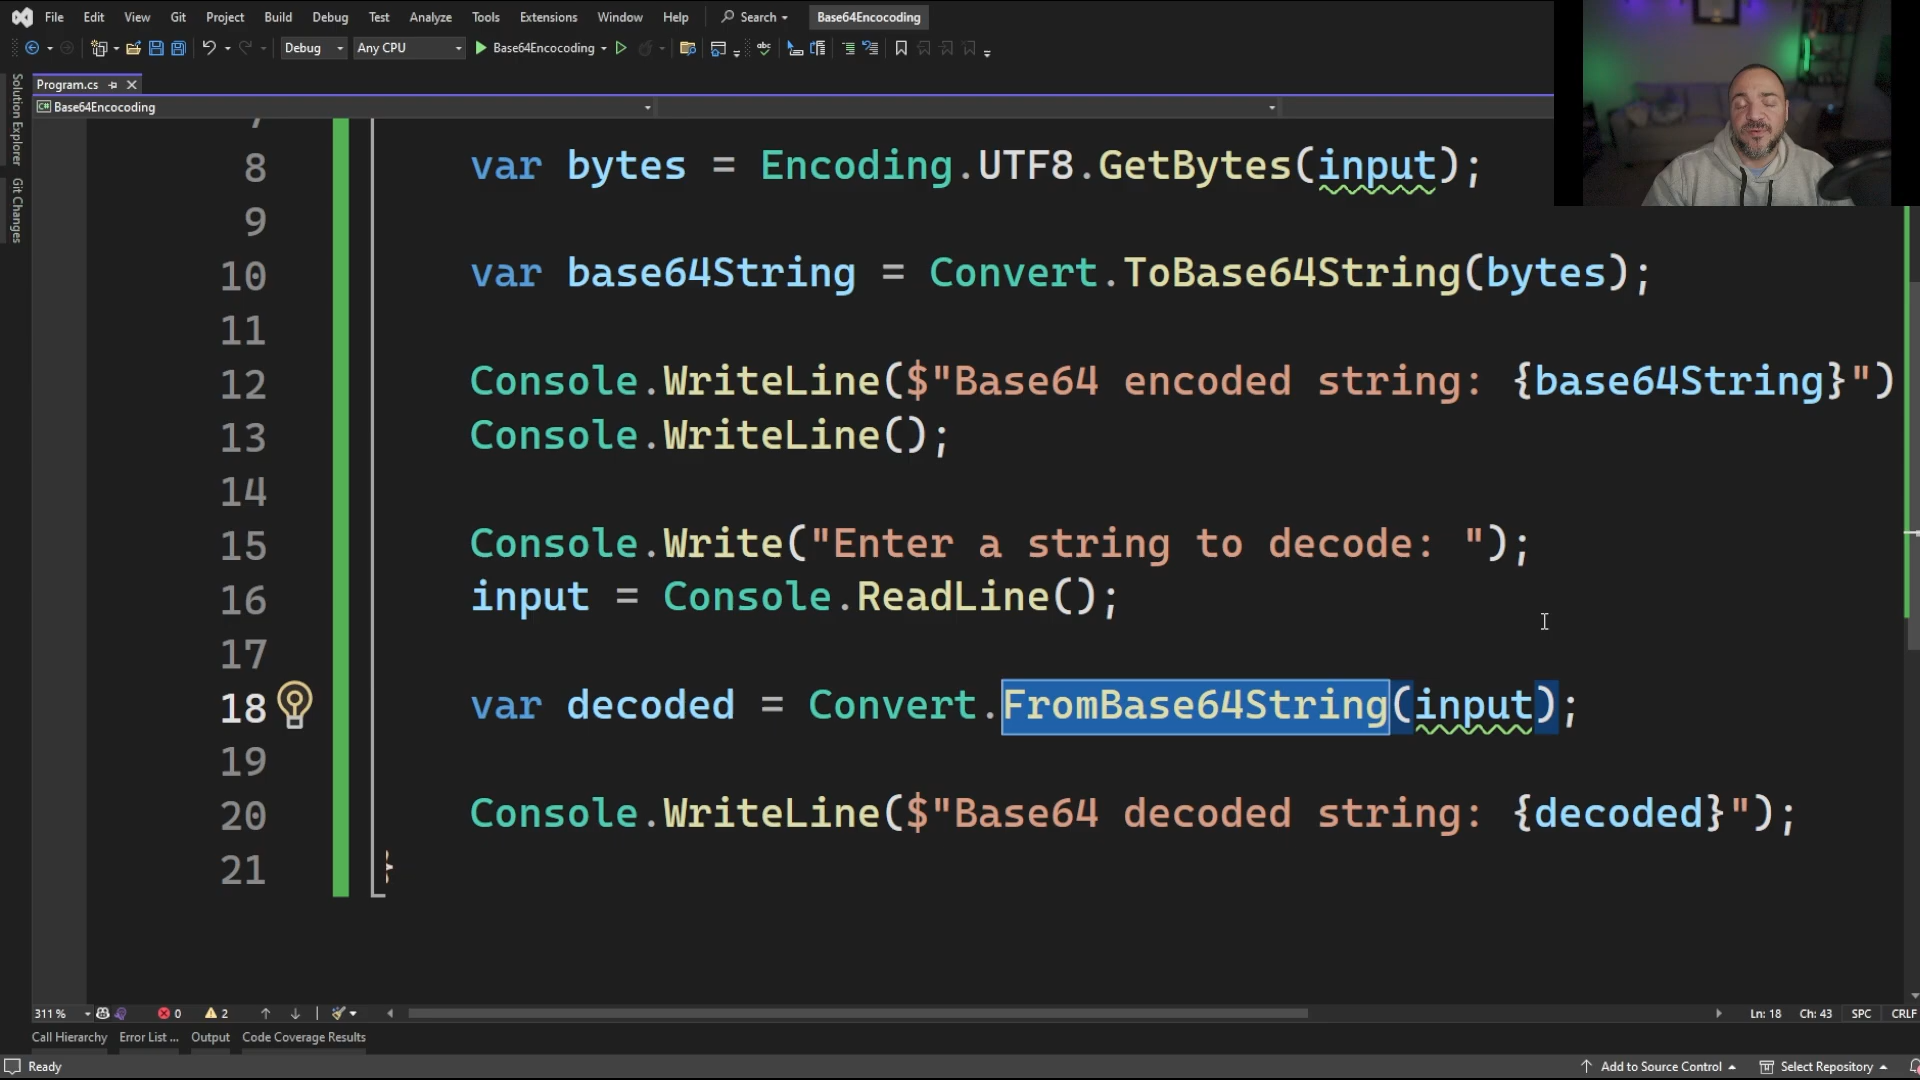 File Edit View Git Project Build Debug Test Analyze Tools Extensions Window Help Search Base64Encocoding
Debug Any CPU Base64Encocoding
Program.cs
C# Base64Encocoding
Solution Explorer
Git Changes
7
8 var bytes = Encoding.UTF8.GetBytes(input);
9
10 var base64String = Convert.ToBase64String(bytes);
11
12 Console.WriteLine($"Base64 encoded string: {base64String}")
13 Console.WriteLine();
14
15 Console.Write("Enter a string to decode: ");
16 input = Console.ReadLine();
17
18 var decoded = Convert.FromBase64String(input);
19
20 Console.WriteLine($"Base64 decoded string: {decoded}");
21 }
311 % 0 2 Ln: 18 Ch: 43 SPC CRLF
Call Hierarchy Error List ... Output Code Coverage Results
Ready Add to Source Control Select Repository